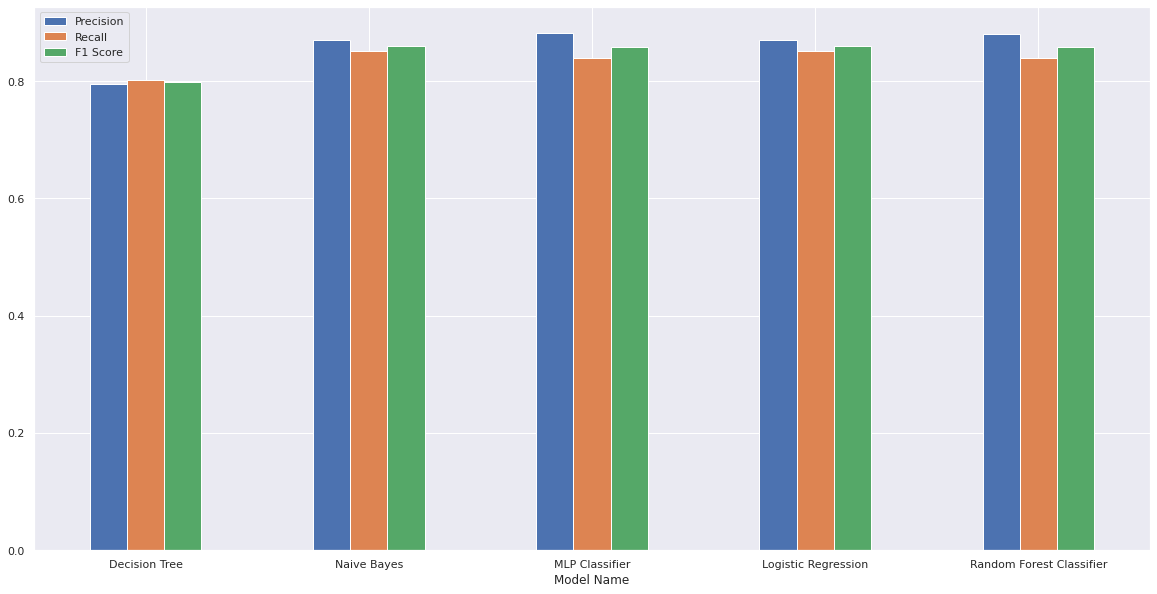 Precision
Recall
F1 Score
0.8
0.6
0.4
0.2
0.0
Decision Tree
Naive Bayes
MLP Classifier
Logistic Regression
Random Forest Classifier
Model Name